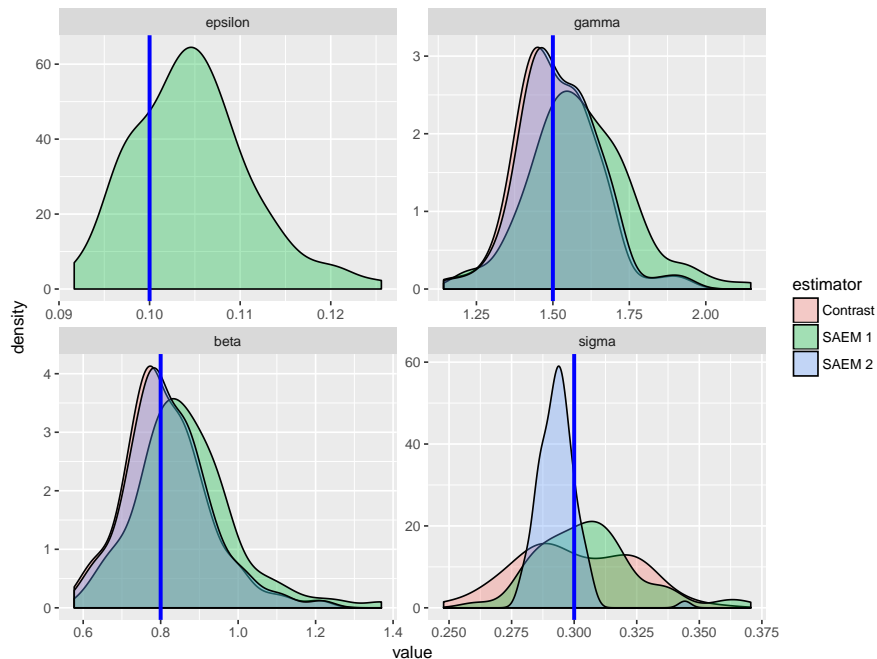 epsilon
gamma
60
40
20
0
0.09 0.10 0.11 0.12
3
2
1
0
1.25 1.50 1.75 2.00
beta
sigma
4
3
2
1
0
0.6 0.8 1.0 1.2 1.4
60
40
20
0
0.250 0.275 0.300 0.325 0.350 0.375
density
value
estimator
Contrast
SAEM 1
SAEM 2